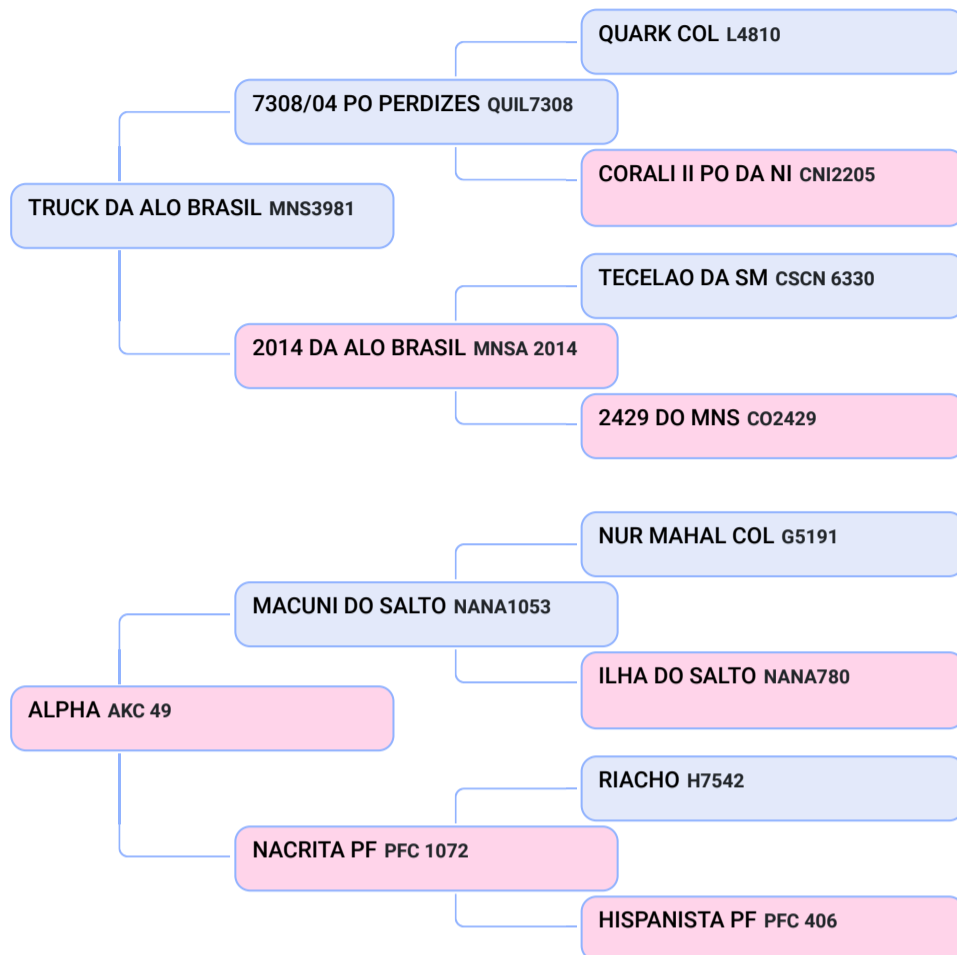 QUARK COL L4810
7308/04 PO PERDIZES QUIL7308
CORALI II PO DA NI CNI2205
TRUCK DA ALO BRASIL MNS3981
TECELAO DA SM CSCN 6330
2014 DA ALO BRASIL MNSA 2014
2429 DO MNS CO2429
NUR MAHAL COL G5191
MACUNI DO SALTO NANA1053
ILHA DO SALTO NANA780
ALPHA AKC 49
RIACHO H7542
NACRITA PF PFC 1072
HISPANISTA PF PFC 406